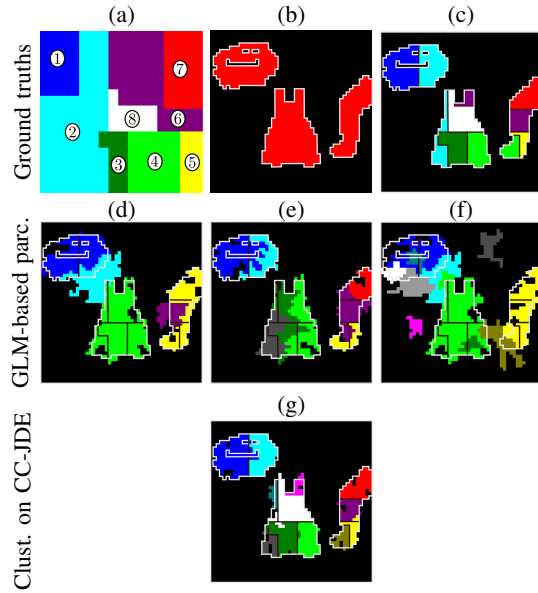 (a) (b) (c)
Ground truths
1
7
2
8
6
3
4
5
(d) (e) (f)
GLM-based parc.
(g)
Clust. on CC-JDE